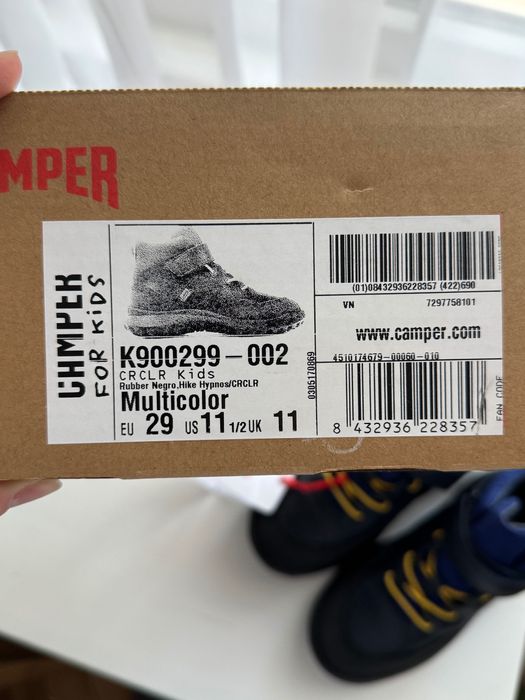 MPER
CAMPER
FOR KiDS
(01)08432936228357 (422)690
VN 7297758101
www.camper.com
4510174679-00060-010
K900299-002
CRCLR Kids
Rubber Negro,Hike Hypnos/CRCLR
Multicolor
EU 29 US 11 1/2 UK 11
0305170869
8 432936 228357
EAN CODE